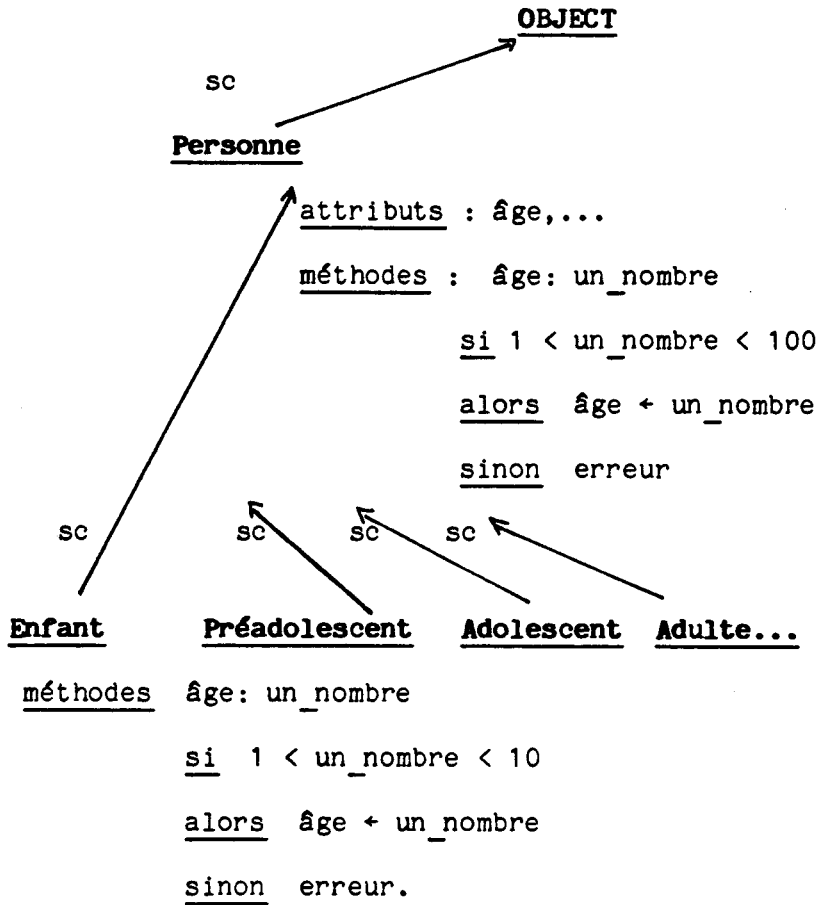 OBJECT
sc
Personne
attributs : âge,...
méthodes : âge: un_nombre
si 1 < un_nombre < 100
alors âge ← un_nombre
sinon erreur
sc sc sc sc
Enfant Préadolescent Adolescent Adulte...
méthodes âge: un_nombre
si 1 < un_nombre < 10
alors âge ← un_nombre
sinon erreur.